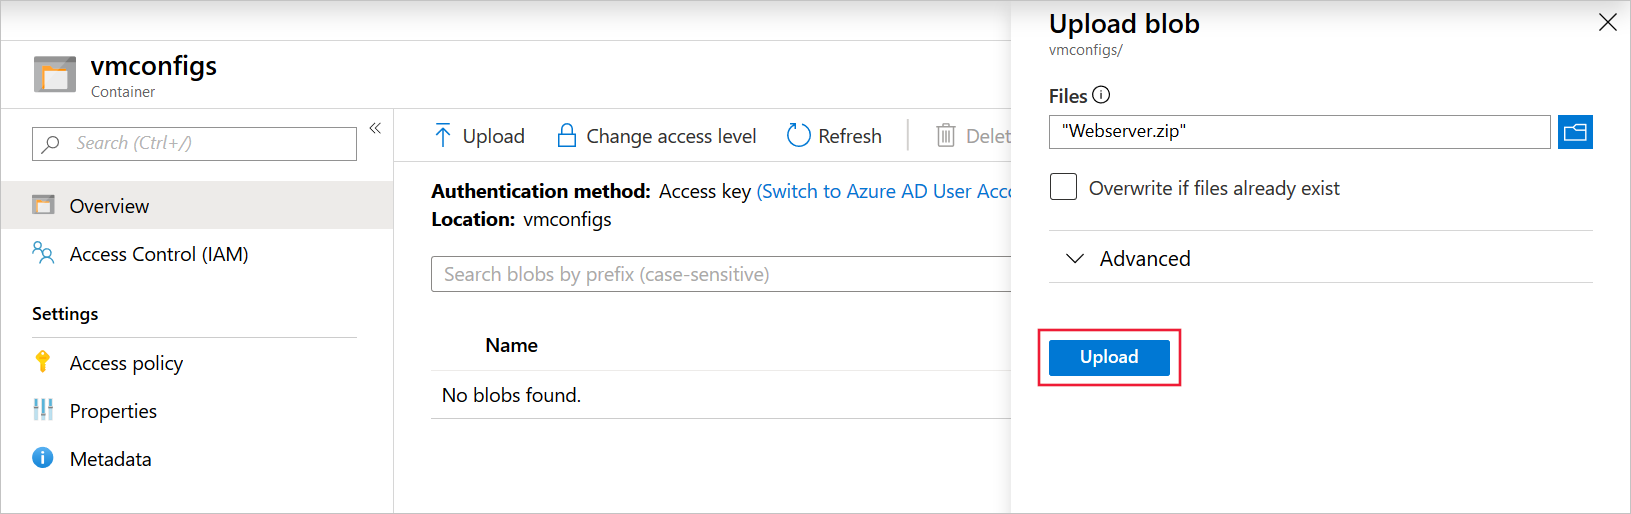 vmconfigs
Container
Search (Ctrl+/)
Overview
Access Control (IAM)
Settings
Access policy
Properties
Metadata
Upload
Change access level
Refresh
Delet
Authentication method: Access key (Switch to Azure AD User Acco
Location: vmconfigs
Search blobs by prefix (case-sensitive)
Name
No blobs found.
Upload blob
vmconfigs/
Files
"Webserver.zip"
Overwrite if files already exist
Advanced
Upload